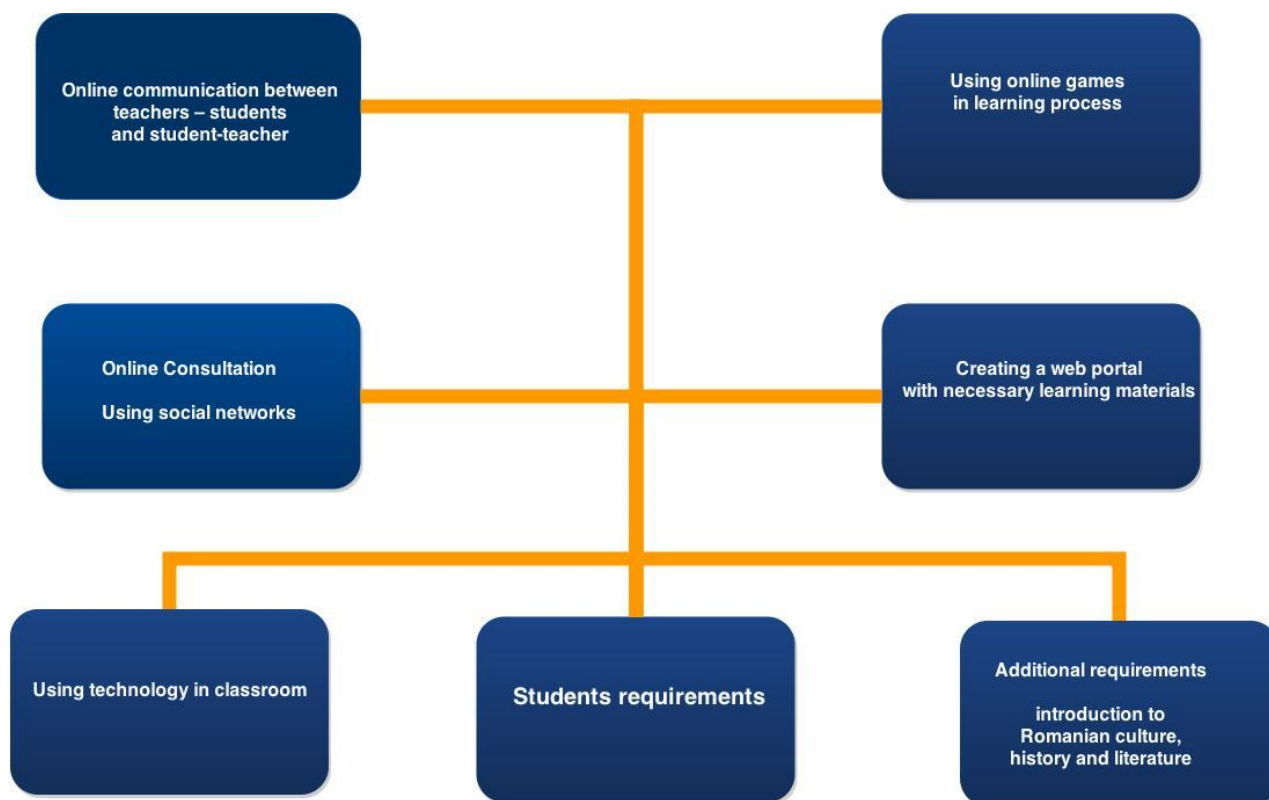 Online communication between
teachers – students
and student-teacher
Using online games
in learning process
Online Consultation
Using social networks
Creating a web portal
with necessary learning materials
Using technology in classroom
Students requirements
Additional requirements
introduction to
Romanian culture,
history and literature